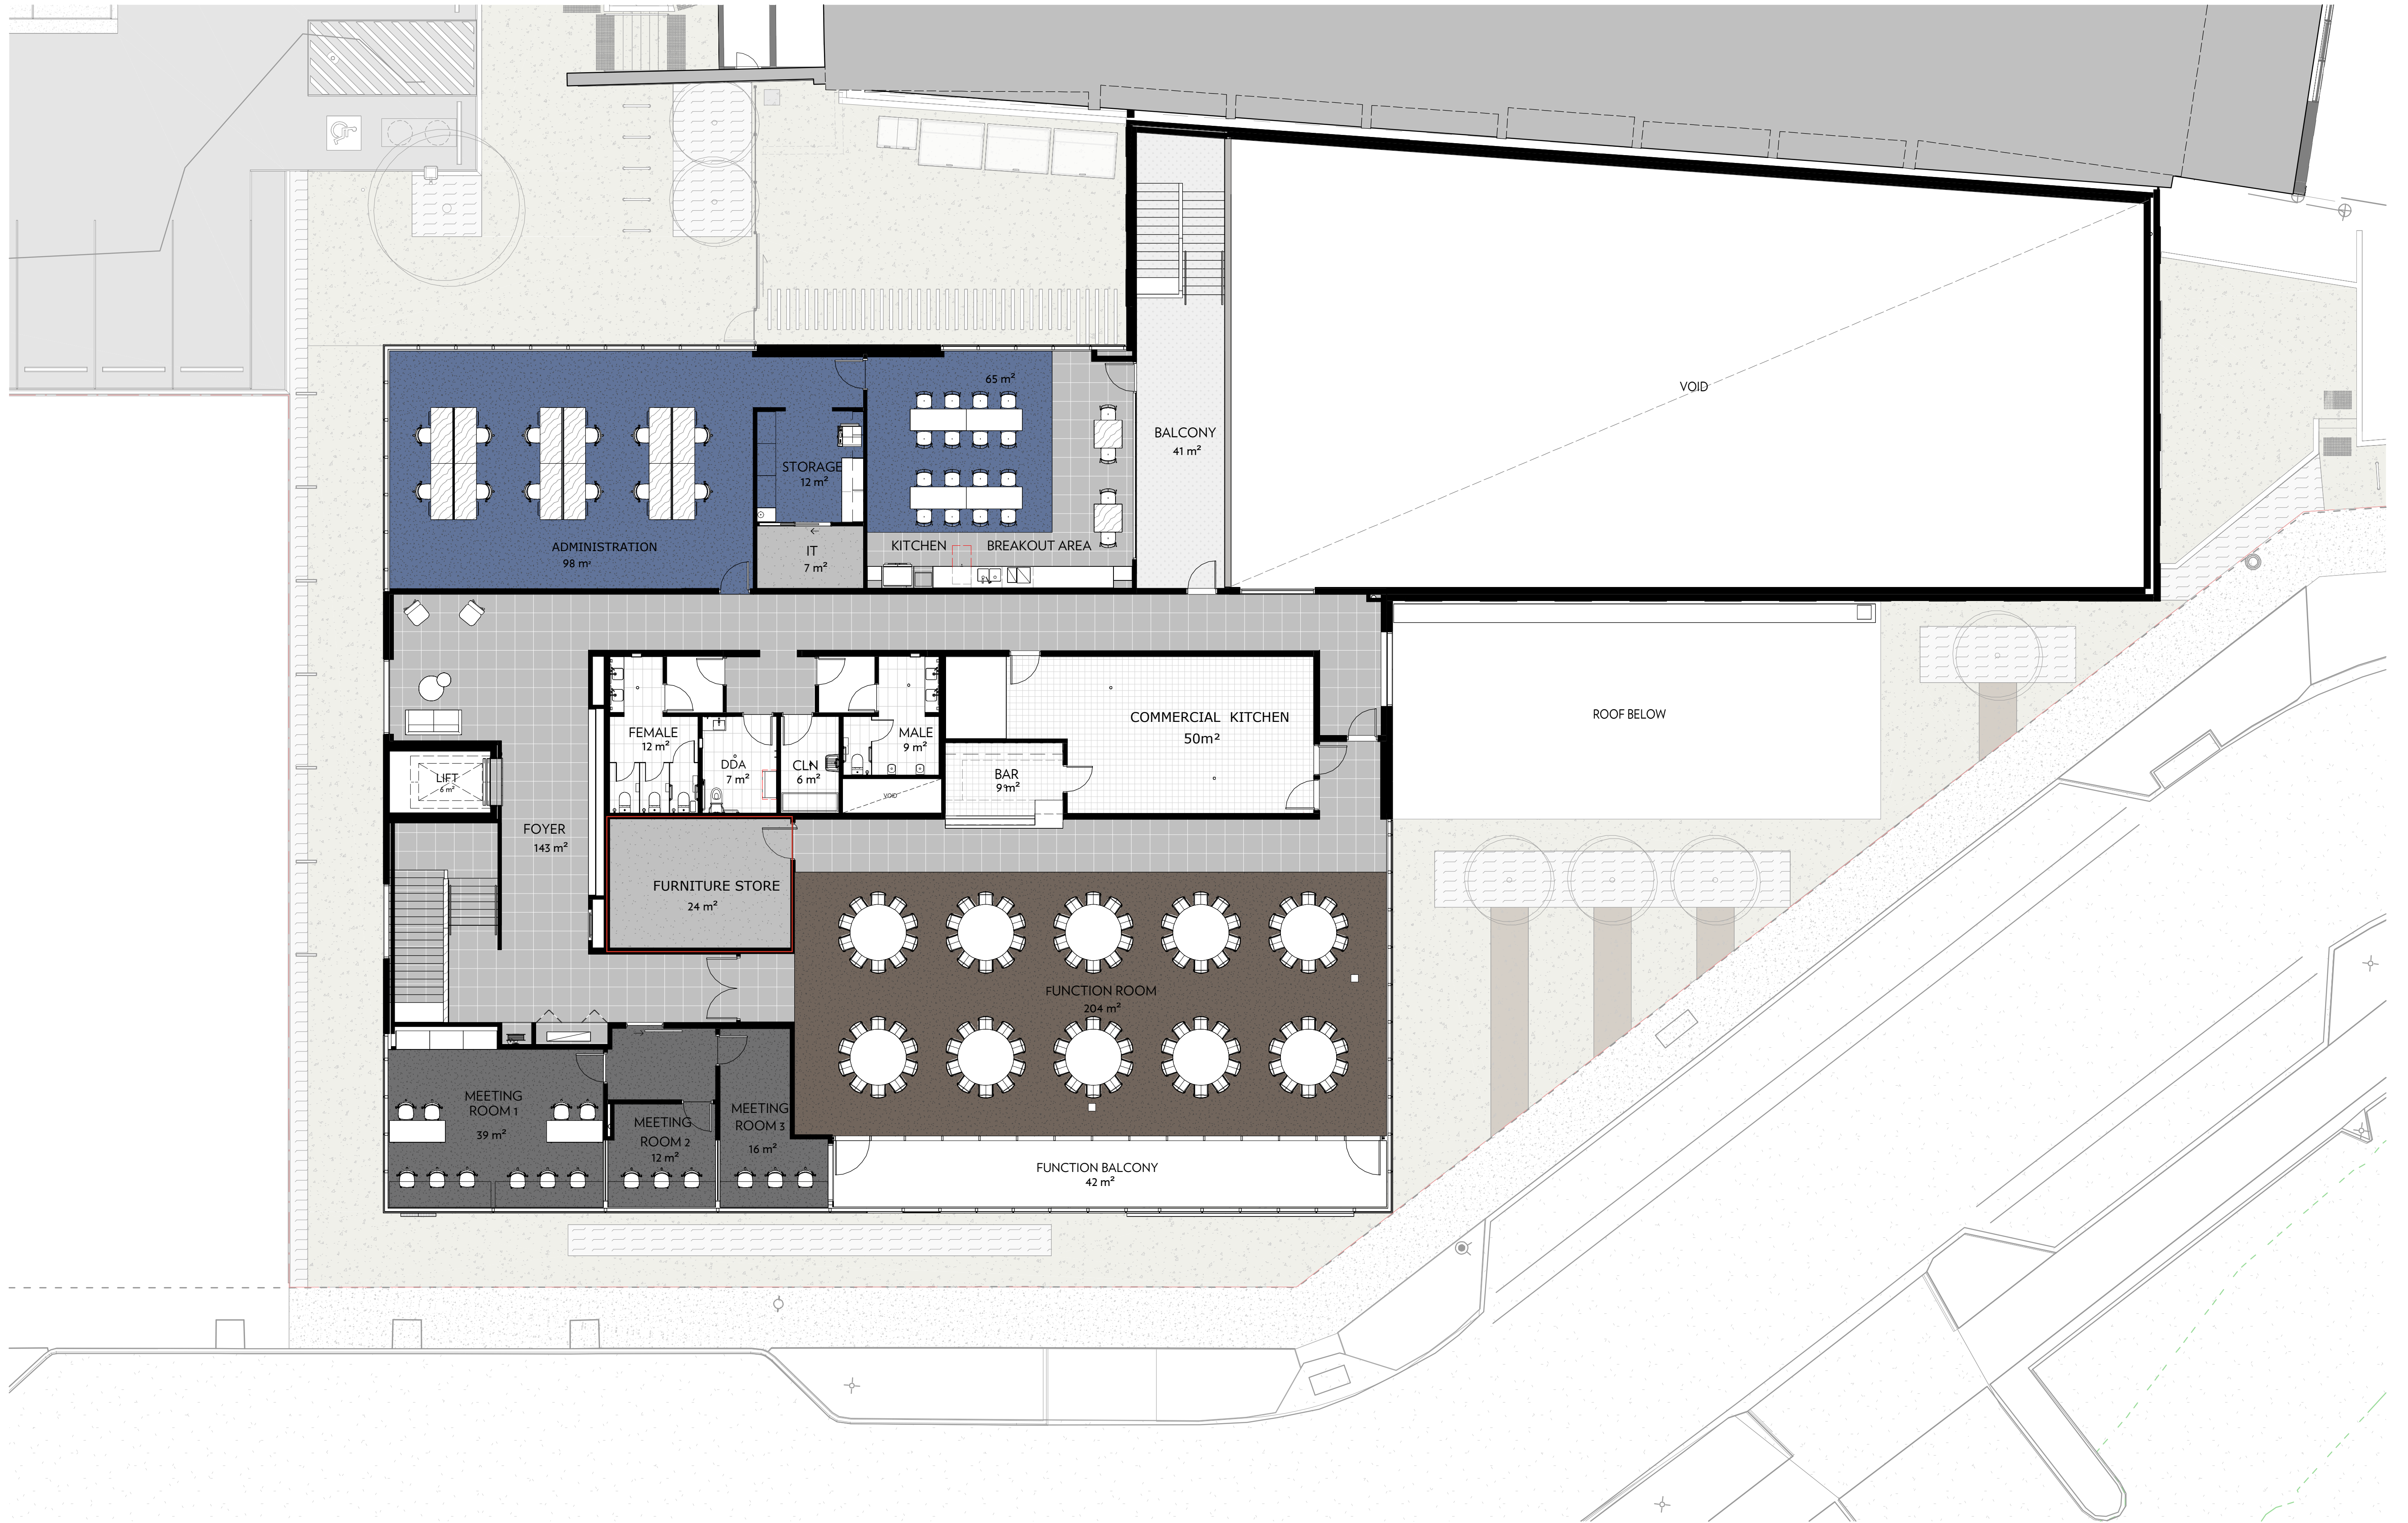 65 m²
VOID
BALCONY
41 m²
STORAGE
12 m²
ADMINISTRATION
98 m²
IT
7 m²
KITCHEN
BREAKOUT AREA
ROOF BELOW
FEMALE
12 m²
MALE
9 m²
COMMERCIAL KITCHEN
50m²
DDA
7 m²
CLN
6 m²
BAR
9 m²
LIFT
6 m²
VOID
FOYER
143 m²
FURNITURE STORE
24 m²
FUNCTION ROOM
204 m²
MEETING
ROOM 1
39 m²
MEETING
ROOM 2
12 m²
MEETING
ROOM 3
16 m²
FUNCTION BALCONY
42 m²